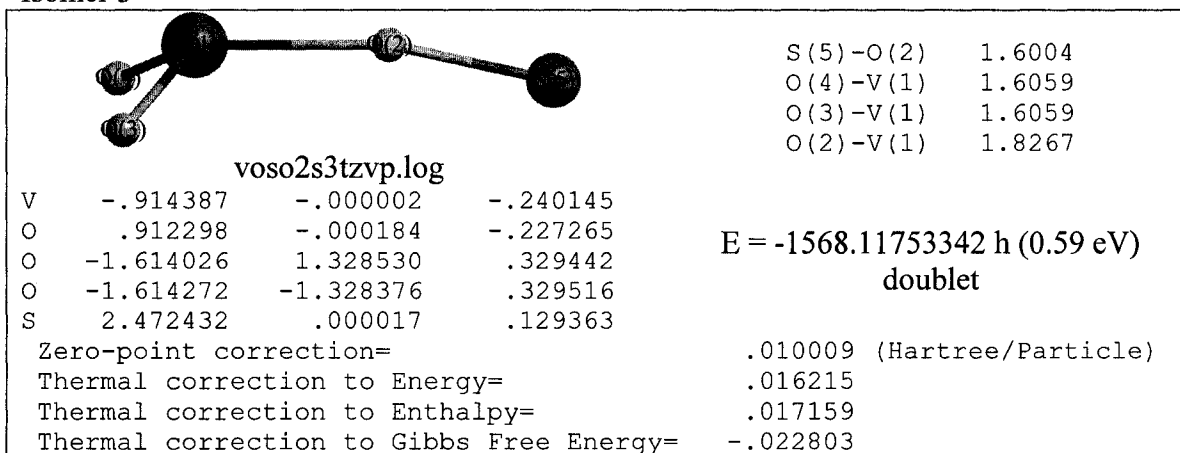 S(5)-O(2) 1.6004
O(4)-V(1) 1.6059
O(3)-V(1) 1.6059
O(2)-V(1) 1.8267
voso2s3tzvp.log
V -.914387 -.000002 -.240145
O .912298 -.000184 -.227265
O -1.614026 1.328530 .329442
O -1.614272 -1.328376 .329516
S 2.472432 .000017 .129363
E = -1568.11753342 h (0.59 eV)
doublet
Zero-point correction= .010009 (Hartree/Particle)
Thermal correction to Energy= .016215
Thermal correction to Enthalpy= .017159
Thermal correction to Gibbs Free Energy= -.022803